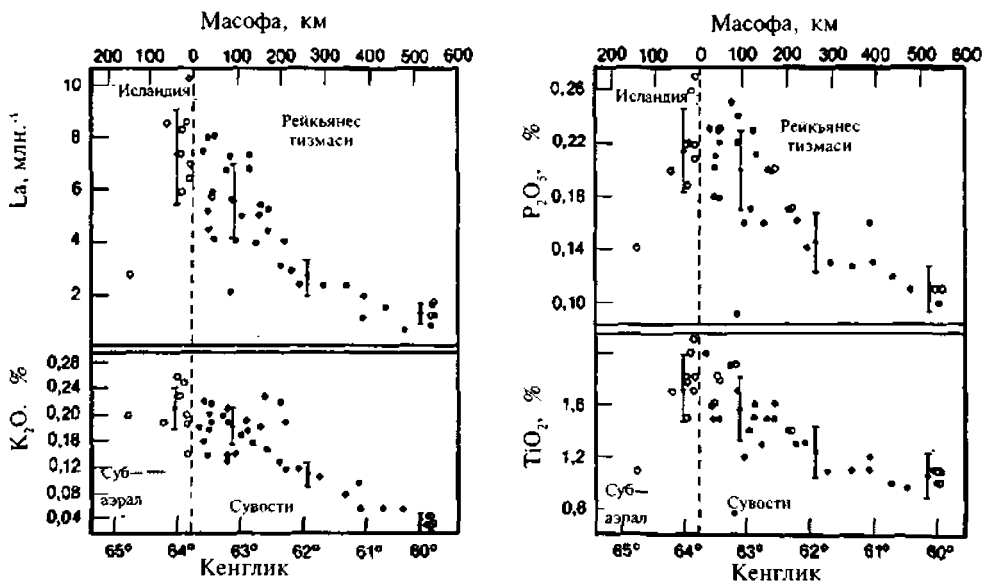 Масофа, км
200 100 0 100 200 300 400 500 600
La, млн.⁻¹
10
8
6
4
2
Исландия
Рейкьянес
тизмаси
K₂O. %
0,28
0,24
0,20
0,16
0,12
0,08
0,04
Суб—
аэрал
Сувости
65° 64° 63° 62° 61° 60°
Кенглик
Масофа, км
200 100 0 100 200 300 400 500 600
P₂O₅, %
0,26
0,22
0,18
0,14
0,10
Исландия
Рейкьянес
тизмаси
TiO₂, %
1,6
1,2
0,8
Суб—
аэрал
Сувости
65° 64° 63° 62° 61° 60°
Кенглик